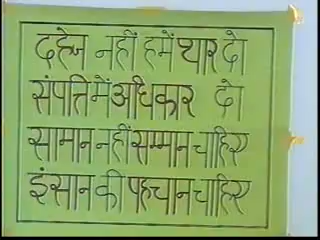 दहेज नहीं हमें थार दो
संपत्ति में अधिकार दो
सामान नहीं सम्मान चाहिए
इंसान की पहचान चाहिए